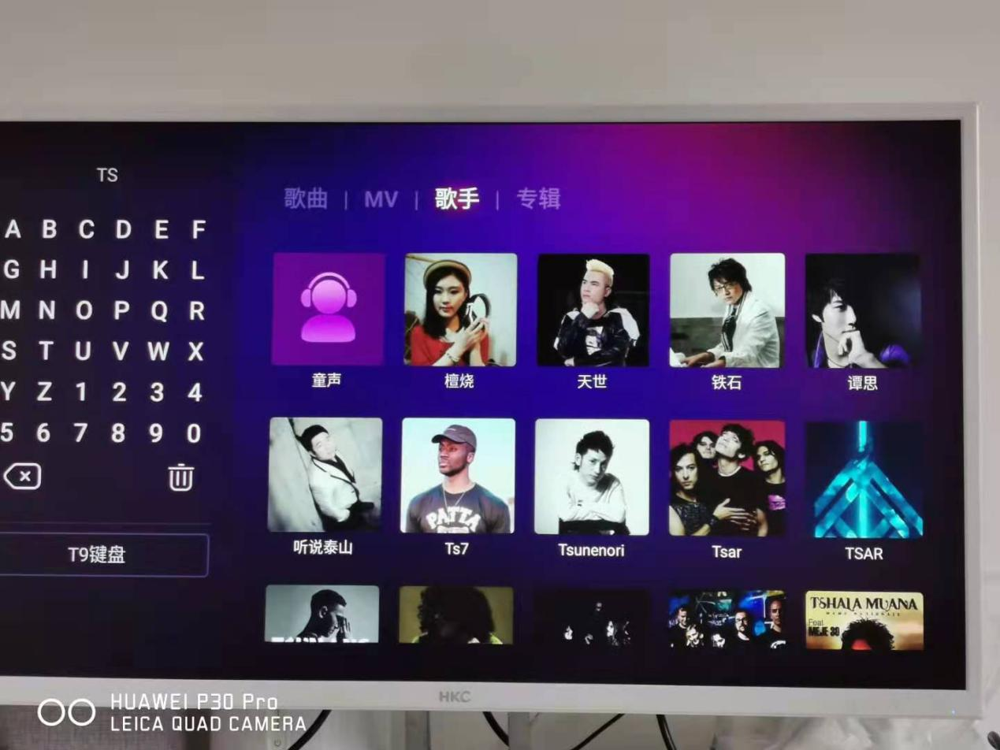 TS
A B C D E F
G H I J K L
M N O P Q R
S T U V W X
Y Z 1 2 3 4
5 6 7 8 9 0
T9键盘
歌曲 | MV | 歌手 | 专辑
童声
檀烧
天世
铁石
谭思
PATTA
听说泰山
Ts7
Tsunenori
Tsar
TSAR
TSHALA MUANA
Feat
MEJE 30
HKC
HUAWEI P30 Pro
LEICA QUAD CAMERA